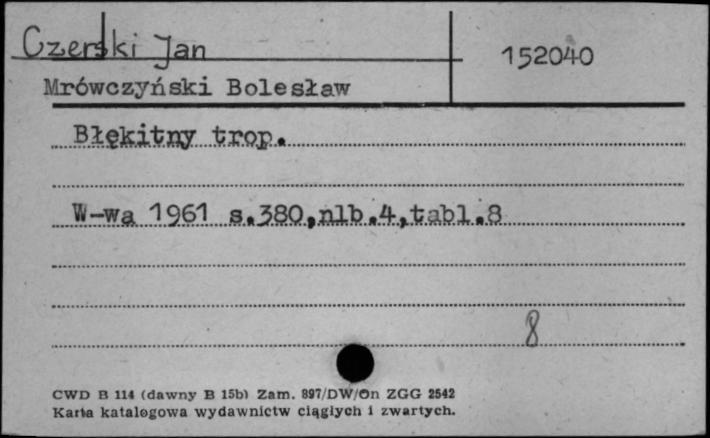 Czerski Jan
152040
Mrówczyński Bolesław
Błękitny trop.
W-wa 1961 s.380,nlb.4,tabl.8
8
CWD B 114 (dawny B 15b) Zam. 897/DW/On ZGG 2542
Karta katalogowa wydawnictw ciągłych i zwartych.